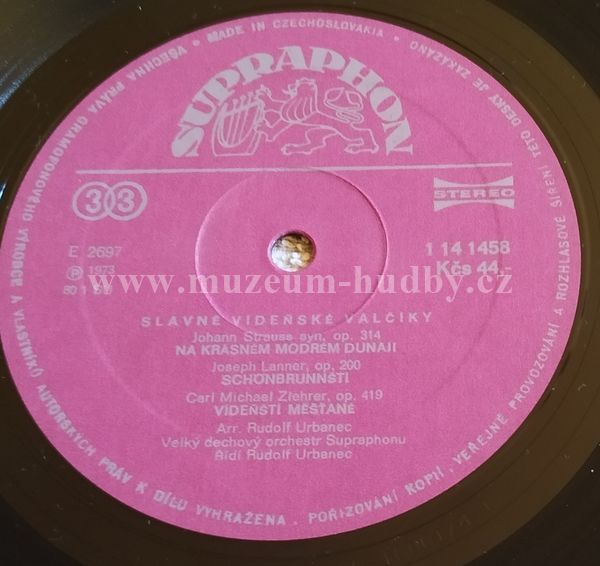 VŠECHNA PRÁVA GRAMOFONOVÉHO VÝROBCE A VLASTNÍKŮ AUTORSKÝCH PRÁV K DÍLU VYHRAŽENA. POŘIZOVÁNÍ KOPIÍ, VEŘEJNÉ PROVOZOVÁNÍ A ROZHLASOVÉ ŠÍŘENÍ TÉTO DESKY JE ZAKÁZÁNO • MADE IN CZECHOSLOVAKIA •
SUPRAPHON
33
STEREO
E 2697
1 14 1458
Ⓟ 1973
Kčs 44,-
www.muzeum-hudby.cz
SLAVNÉ VÍDEŇSKÉ VALČÍKY
Johann Strauss syn, op. 314
NA KRÁSNÉM MODRÉM DUNAJI
Joseph Lanner, op. 200
SCHÖNBRUNNŠTÍ
Carl Michael Ziehrer, op. 419
VÍDEŇŠTÍ MĚŠŤANÉ
Arr. Rudolf Urbanec
Velký dechový orchestr Supraphonu
Řídí Rudolf Urbanec